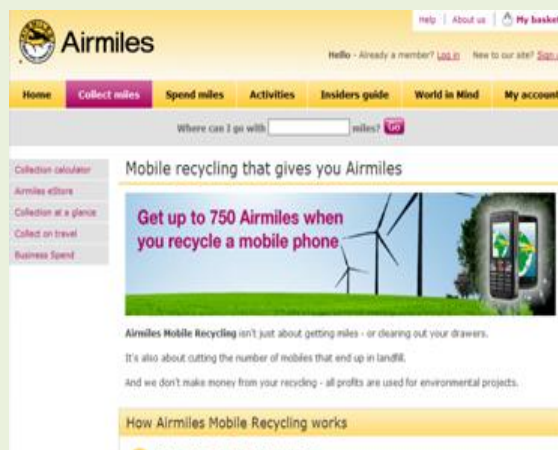 Help | About us | My basket
Airmiles
Hello - Already a member? Log in New to our site? Sign
Home Collect miles Spend miles Activities Insiders guide World in Mind My account
Where can I go with miles? Go
Collection calculator
Airmiles eStore
Collection at a glance
Collect on travel
Business Spend
Mobile recycling that gives you Airmiles
Get up to 750 Airmiles when
you recycle a mobile phone
Airmiles Mobile Recycling isn't just about getting miles - or clearing out your drawers.
It's also about cutting the number of mobiles that end up in landfill.
And we don't make money from your recycling - all profits are used for environmental projects.
How Airmiles Mobile Recycling works